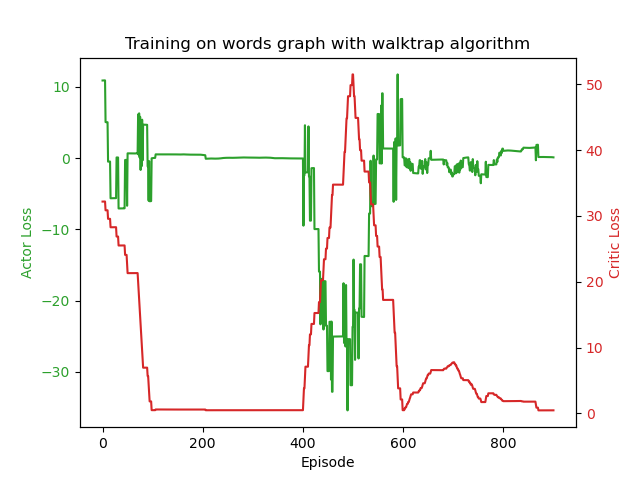 Training on words graph with walktrap algorithm
10
0
−10
−20
−30
Actor Loss
50
40
30
20
10
0
Critic Loss
0 200 400 600 800
Episode